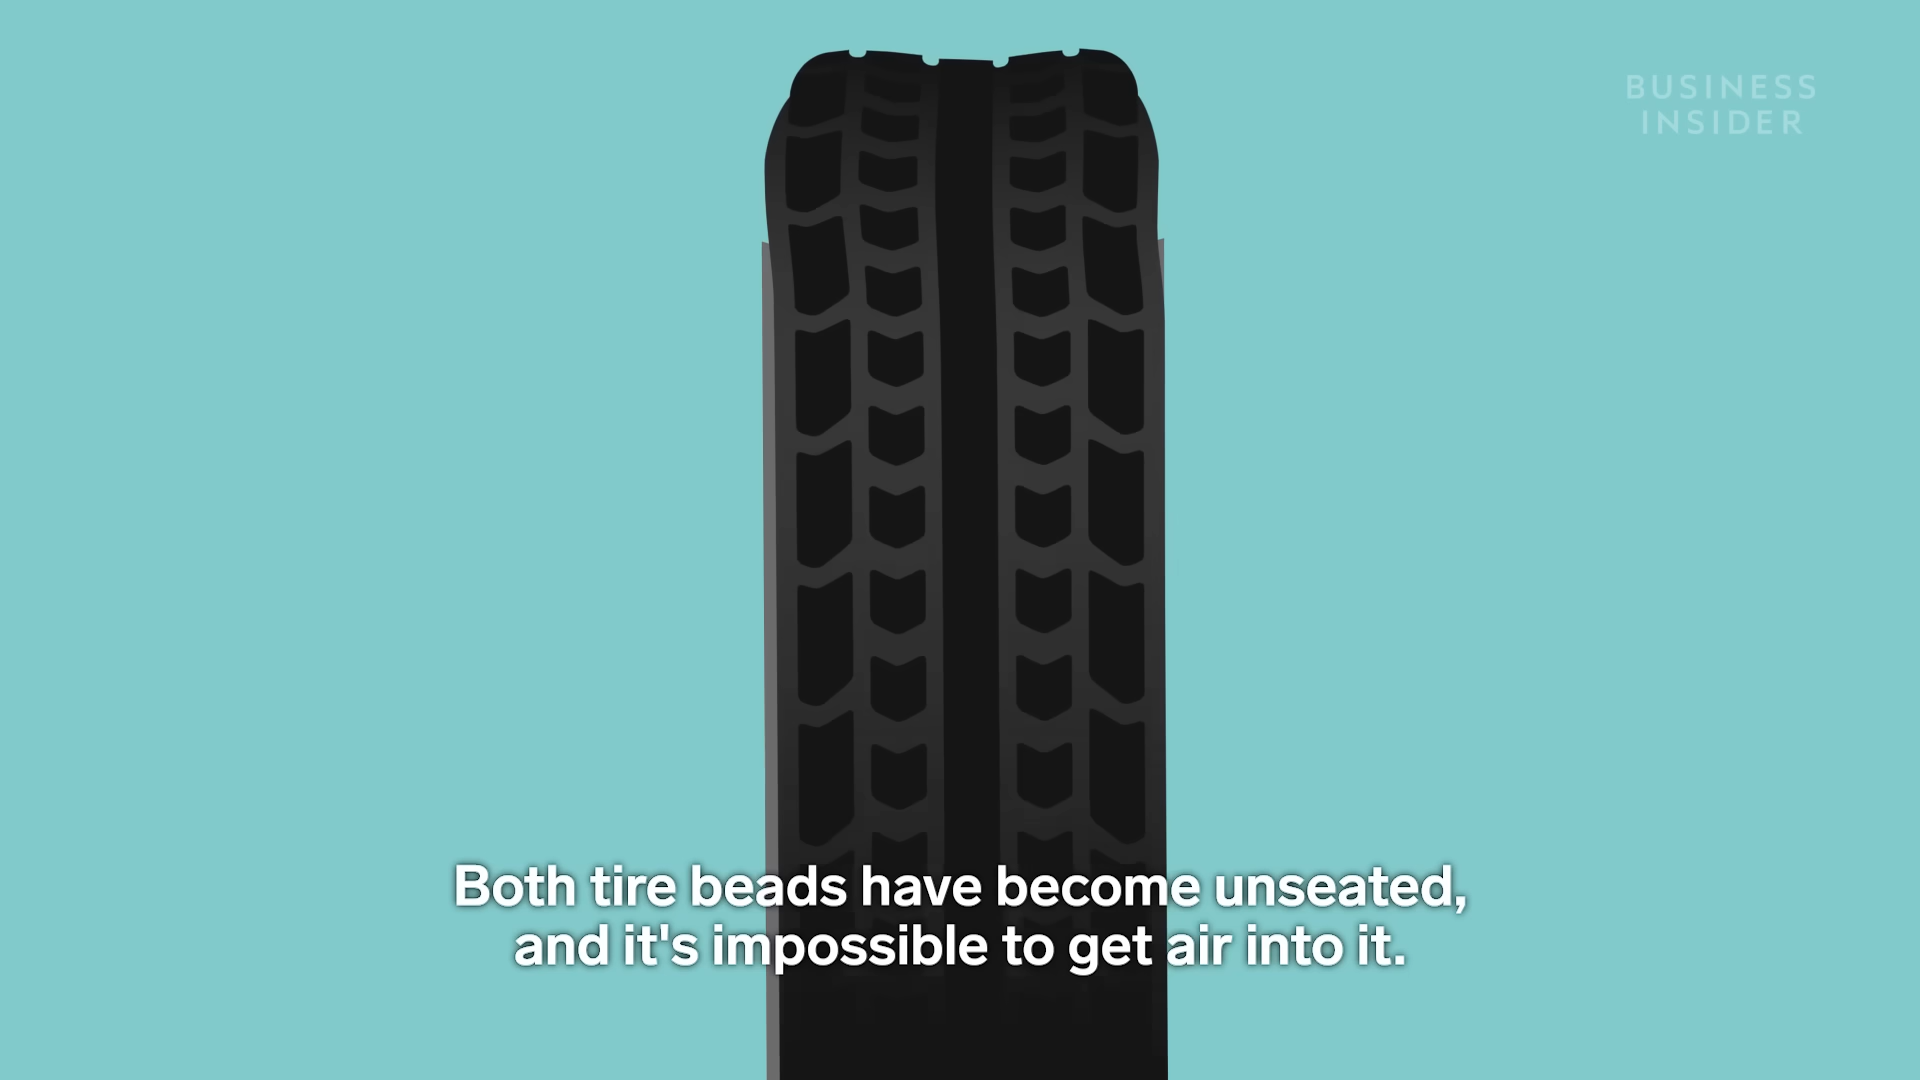 BUSINESS
INSIDER
Both tire beads have become unseated,
and it's impossible to get air into it.